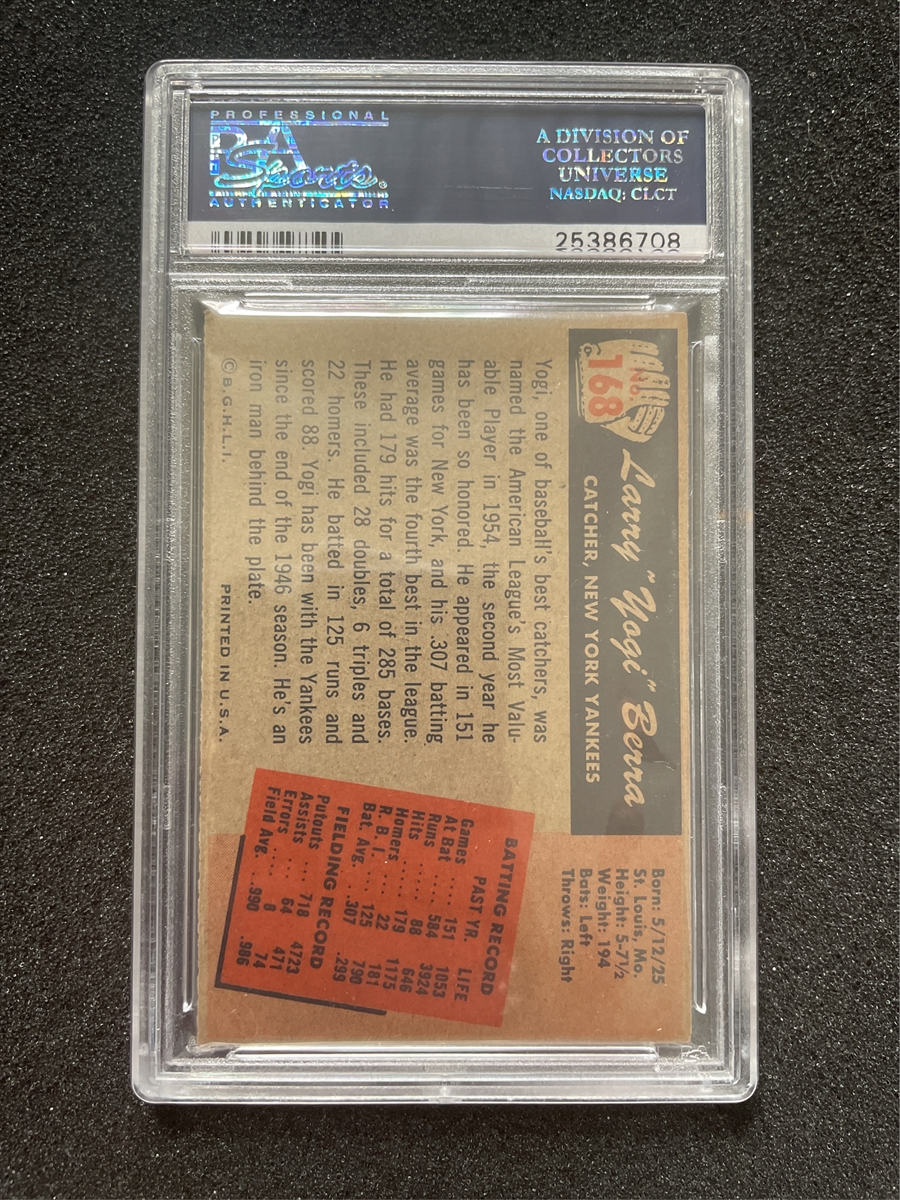 PROFESSIONAL
PSA
Sports
AUTHENTICATOR
A DIVISION OF
COLLECTORS
UNIVERSE
NASDAQ: CLCT
25386708
No.
168
Larry "Yogi" Berra
CATCHER, NEW YORK YANKEES
Born: 5/12/25
St. Louis, Mo.
Height: 5-7½
Weight: 194
Bats: Left
Throws: Right
Yogi, one of baseball's best catchers, was
named the American League's Most Valu-
able Player in 1954, the second year he
has been so honored. He appeared in 151
games for New York, and his .307 batting
average was the fourth best in the league.
He had 179 hits for a total of 285 bases.
These included 28 doubles, 6 triples and
22 homers. He batted in 125 runs and
scored 88. Yogi has been with the Yankees
since the end of the 1946 season. He's an
iron man behind the plate.
© B.G.H.L.I.
PRINTED IN U.S.A.
BATTING RECORD
PAST YR. LIFE
Games .... 151 1053
At Bat .... 584 3924
Runs .... 88 646
Hits .... 179 1175
Homers .... 22 181
R. B. I. .... 125 790
Bat. Avg. .307 .299
FIELDING RECORD
Putouts ... 718 4723
Assists ... 64 471
Errors .... 8 74
Field Avg. .990 .986